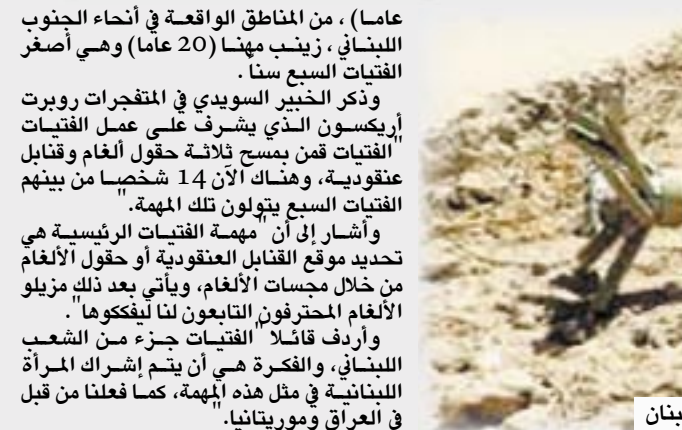 عاما) ، من المناطق الواقعة في أنحاء الجنوب
اللبناني ، زينب مهنا (20 عاما) وهي أصغر
الفتيات السبع سنا .
وذكر الخبير السويدي في المتفجرات روبرت
أريكسون الذي يشرف على عمل الفتيات
"الفتيات قمن بمسح ثلاثة حقول ألغام وقنابل
عنقودية، وهناك الآن 14 شخصا من بينهم
الفتيات السبع يتولون تلك المهمة."
وأشار إلى أن "مهمة الفتيات الرئيسية هي
تحديد موقع القنابل العنقودية أو حقول الألغام
من خلال مجسات الألغام، ويأتي بعد ذلك مزيلو
الألغام المحترفون التابعون لنا ليفككوها".
وأردف قائلا "الفتيات جزء من الشعب
اللبناني، والفكرة هي أن يتم إشراك المرأة
اللبنانية في مثل هذه المهمة، كما فعلنا من قبل
في العراق وموريتانيا."
بنان